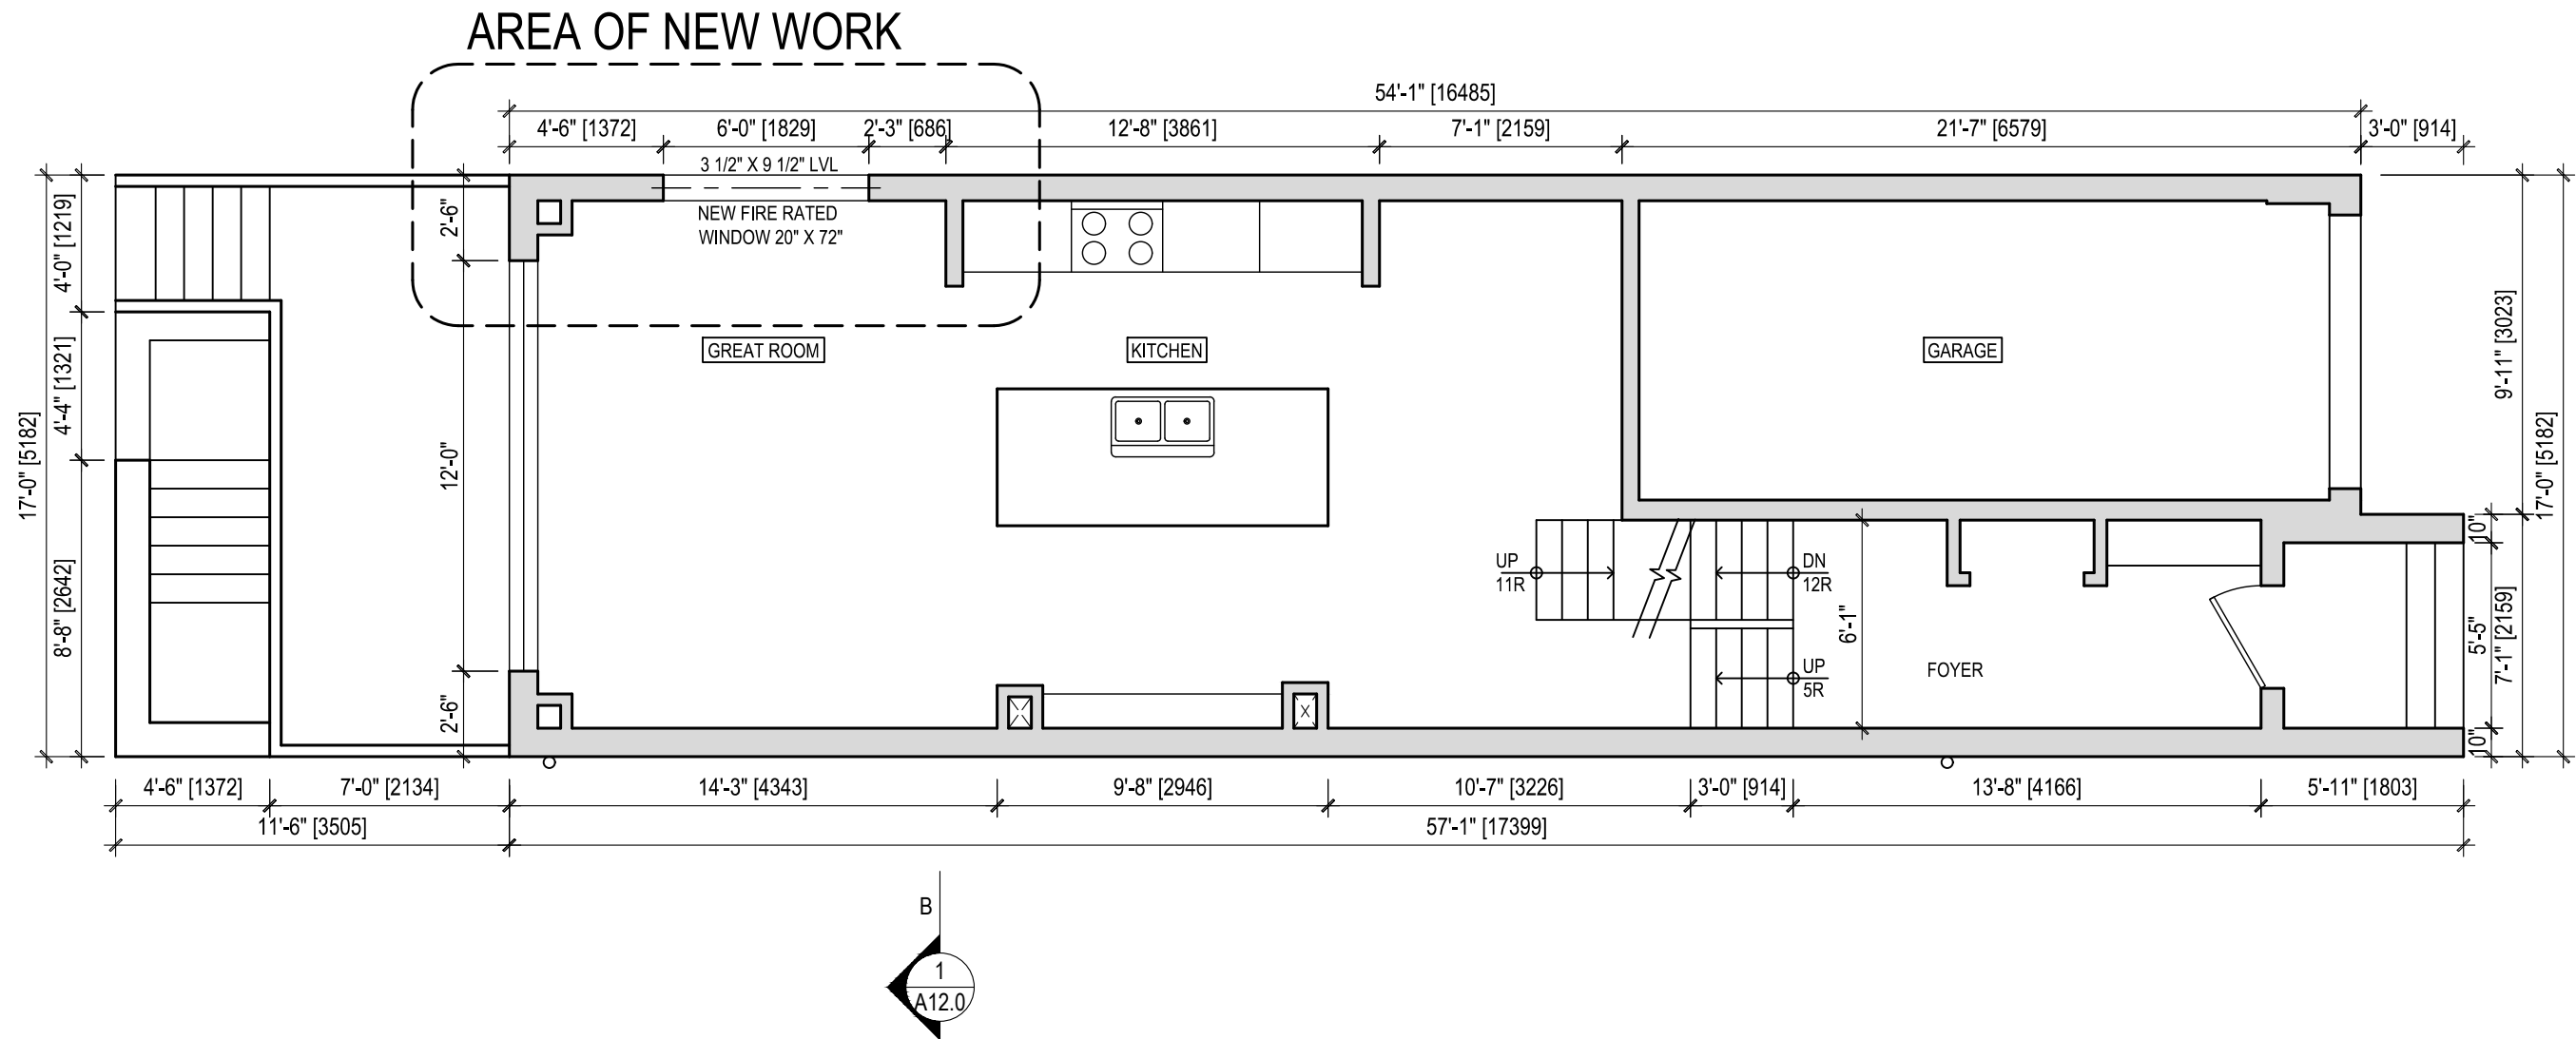 AREA OF NEW WORK
54'-1" [16485]
4'-6" [1372]
6'-0" [1829]
2'-3" [686]
12'-8" [3861]
7'-1" [2159]
21'-7" [6579]
3'-0" [914]
3 1/2" X 9 1/2" LVL
NEW FIRE RATED
WINDOW 20" X 72"
17'-0" [5182]
4'-0" [1219]
4'-4" [1321]
8'-8" [2642]
2'-6"
12'-0"
2'-6"
GREAT ROOM
KITCHEN
GARAGE
UP
11R
DN
12R
UP
5R
6'-1"
FOYER
X
9'-11" [3023]
17'-0" [5182]
10"
5'-5"
7'-1" [2159]
10"
4'-6" [1372]
7'-0" [2134]
14'-3" [4343]
9'-8" [2946]
10'-7" [3226]
3'-0" [914]
13'-8" [4166]
5'-11" [1803]
11'-6" [3505]
57'-1" [17399]
B
1
A12.0